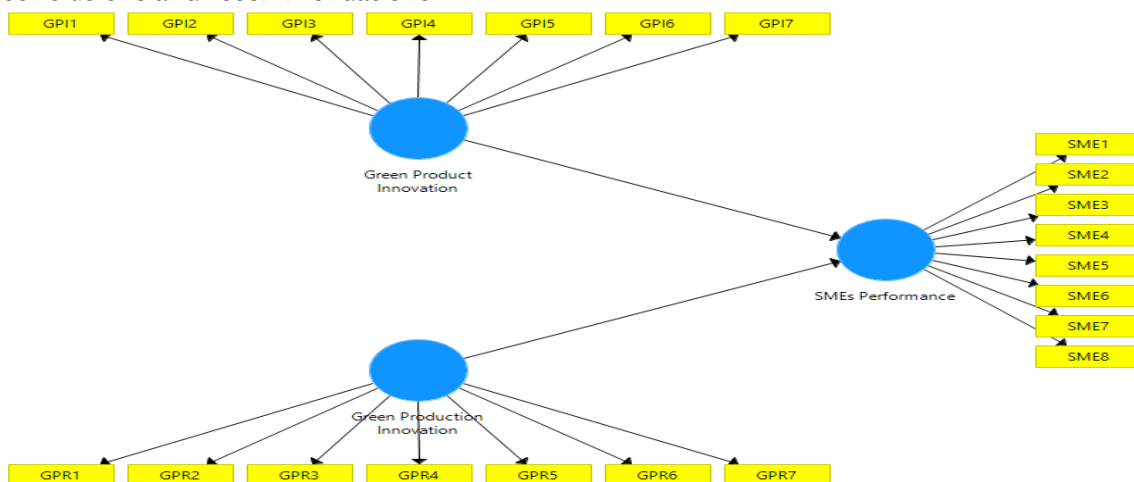 GPI1 GPI2 GPI3 GPI4 GPI5 GPI6 GPI7
Green Product
Innovation
SME1
SME2
SME3
SME4
SME5
SME6
SME7
SME8
SMEs Performance
Green Production
Innovation
GPR1 GPR2 GPR3 GPR4 GPR5 GPR6 GPR7